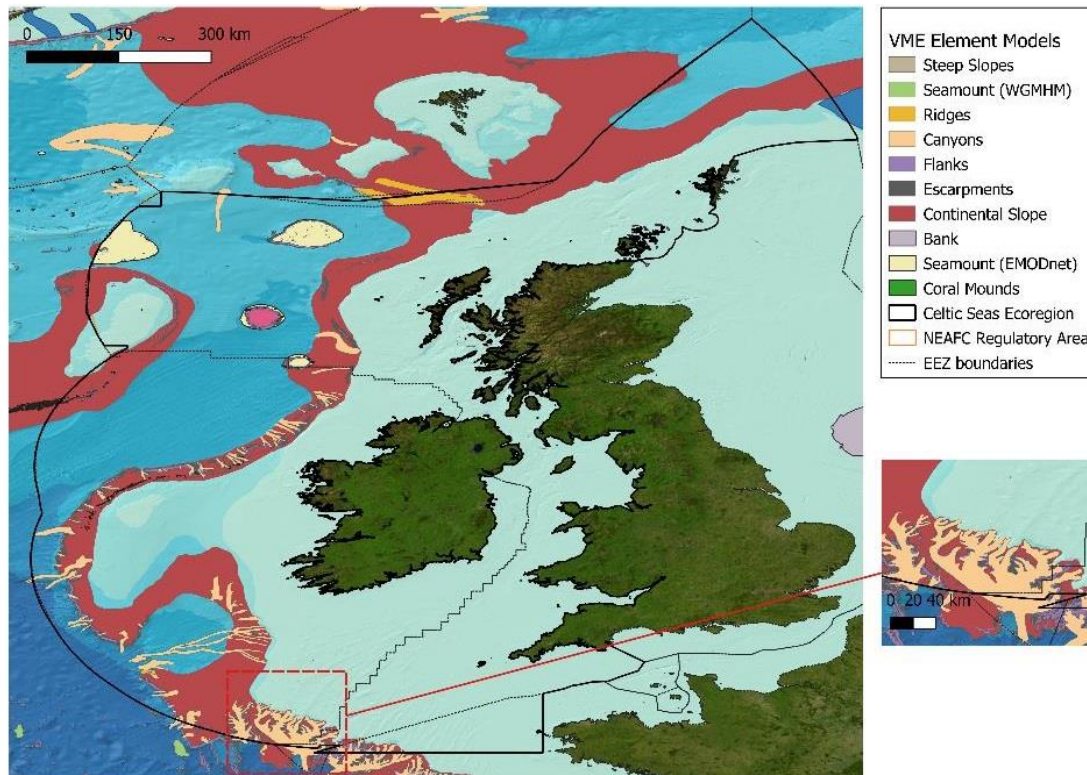 0 150 300 km
VME Element Models
Steep Slopes
Seamount (WGMHM)
Ridges
Canyons
Flanks
Escarpments
Continental Slope
Bank
Seamount (EMODnet)
Coral Mounds
Celtic Seas Ecoregion
NEAFC Regulatory Area
EEZ boundaries
0 20 40 km